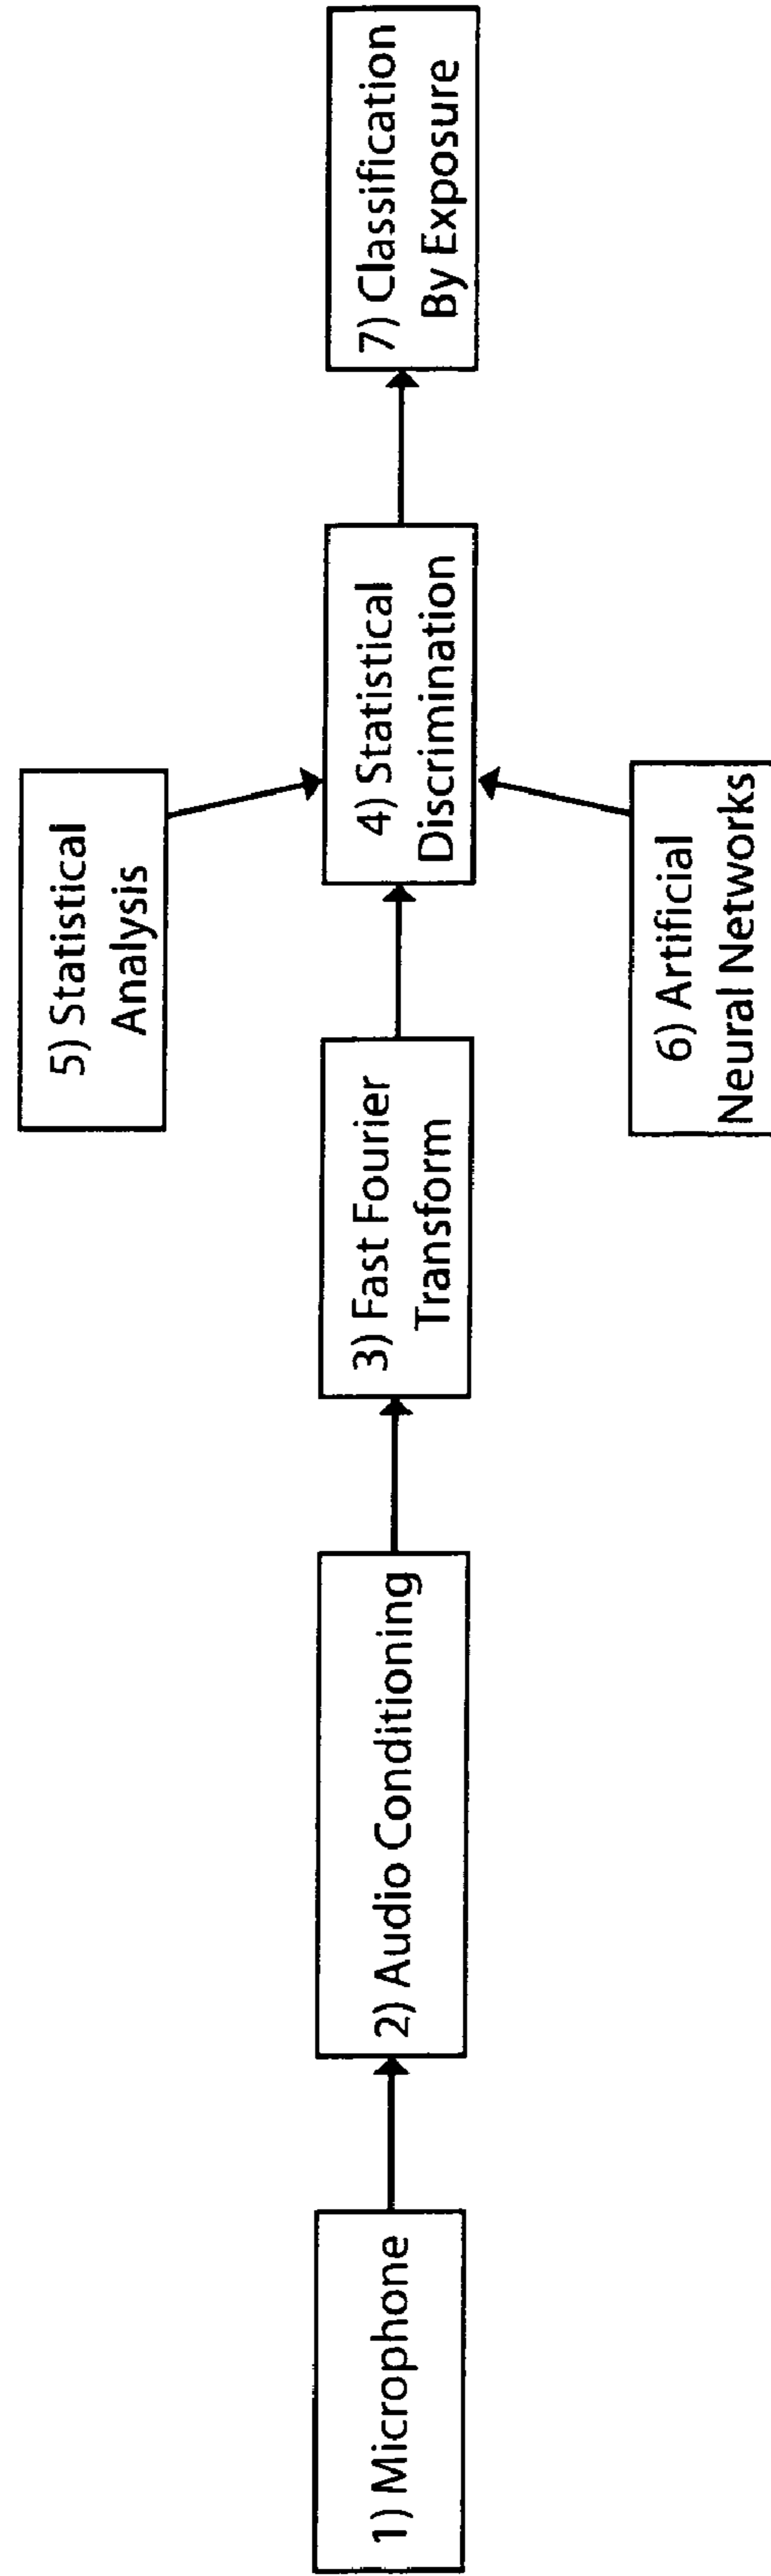 1) Microphone
2) Audio Conditioning
3) Fast Fourier
Transform
4) Statistical
Discrimination
5) Statistical
Analysis
6) Artificial
Neural Networks
7) Classification
By Exposure